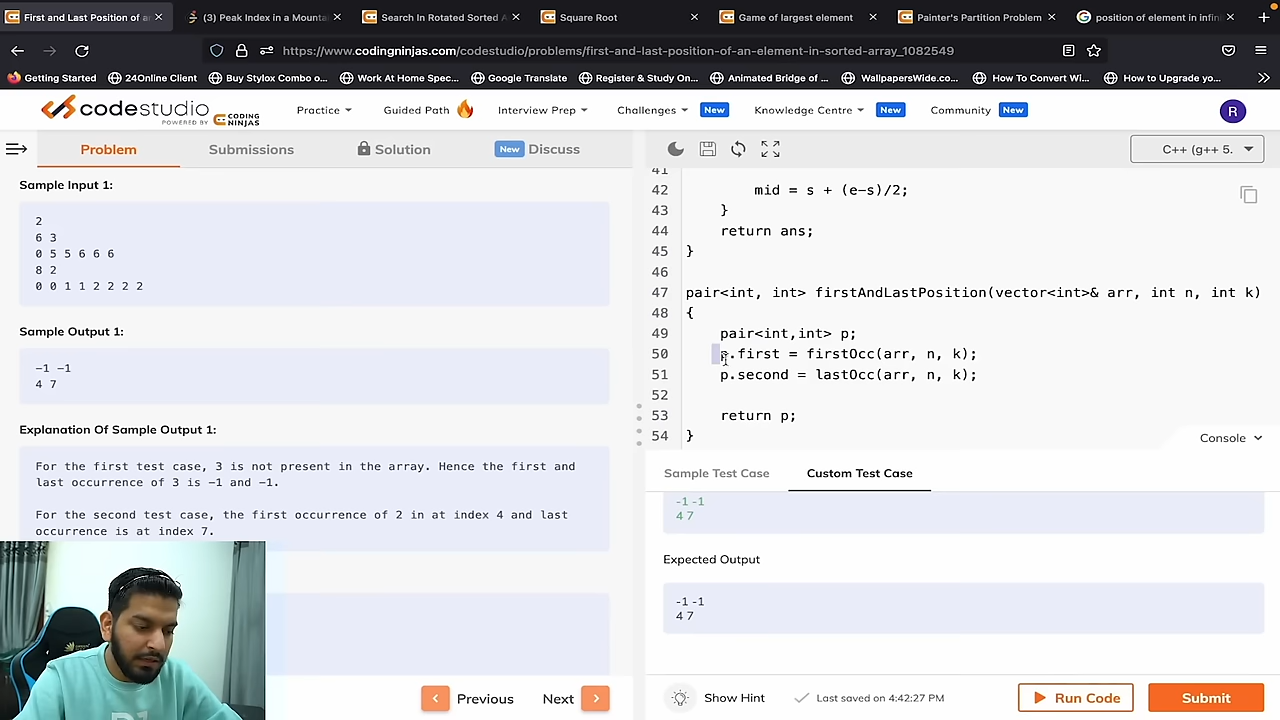 First and Last Position of an
(3) Peak Index in a Mounta
Search In Rotated Sorted A
Square Root
Game of largest element
Painter's Partition Problem
position of element in infin
https://www.codingninjas.com/codestudio/problems/first-and-last-position-of-an-element-in-sorted-array_1082549
Getting Started
24Online Client
Buy Stylox Combo o...
Work At Home Spec...
Google Translate
Register & Study On...
Animated Bridge of ...
WallpapersWide.co...
How To Convert Wi...
How to Upgrade yo...
codestudio
POWERED BY CODING NINJAS
Practice
Guided Path
Interview Prep
Challenges New
Knowledge Centre New
Community New
R
Problem
Submissions
Solution
New Discuss
C++ (g++ 5.
Sample Input 1:
2
6 3
0 5 5 6 6 6
8 2
0 0 1 1 2 2 2 2
Sample Output 1:
-1 -1
4 7
Explanation Of Sample Output 1:
For the first test case, 3 is not present in the array. Hence the first and
last occurrence of 3 is -1 and -1.
For the second test case, the first occurrence of 2 in at index 4 and last
occurrence is at index 7.
Previous
Next
41
42 mid = s + (e-s)/2;
43 }
44 return ans;
45 }
46
47 pair<int, int> firstAndLastPosition(vector<int>& arr, int n, int k)
48 {
49 pair<int,int> p;
50 p.first = firstOcc(arr, n, k);
51 p.second = lastOcc(arr, n, k);
52
53 return p;
54 }
Console
Sample Test Case
Custom Test Case
-1 -1
4 7
Expected Output
-1 -1
4 7
Show Hint
Last saved on 4:42:27 PM
Run Code
Submit